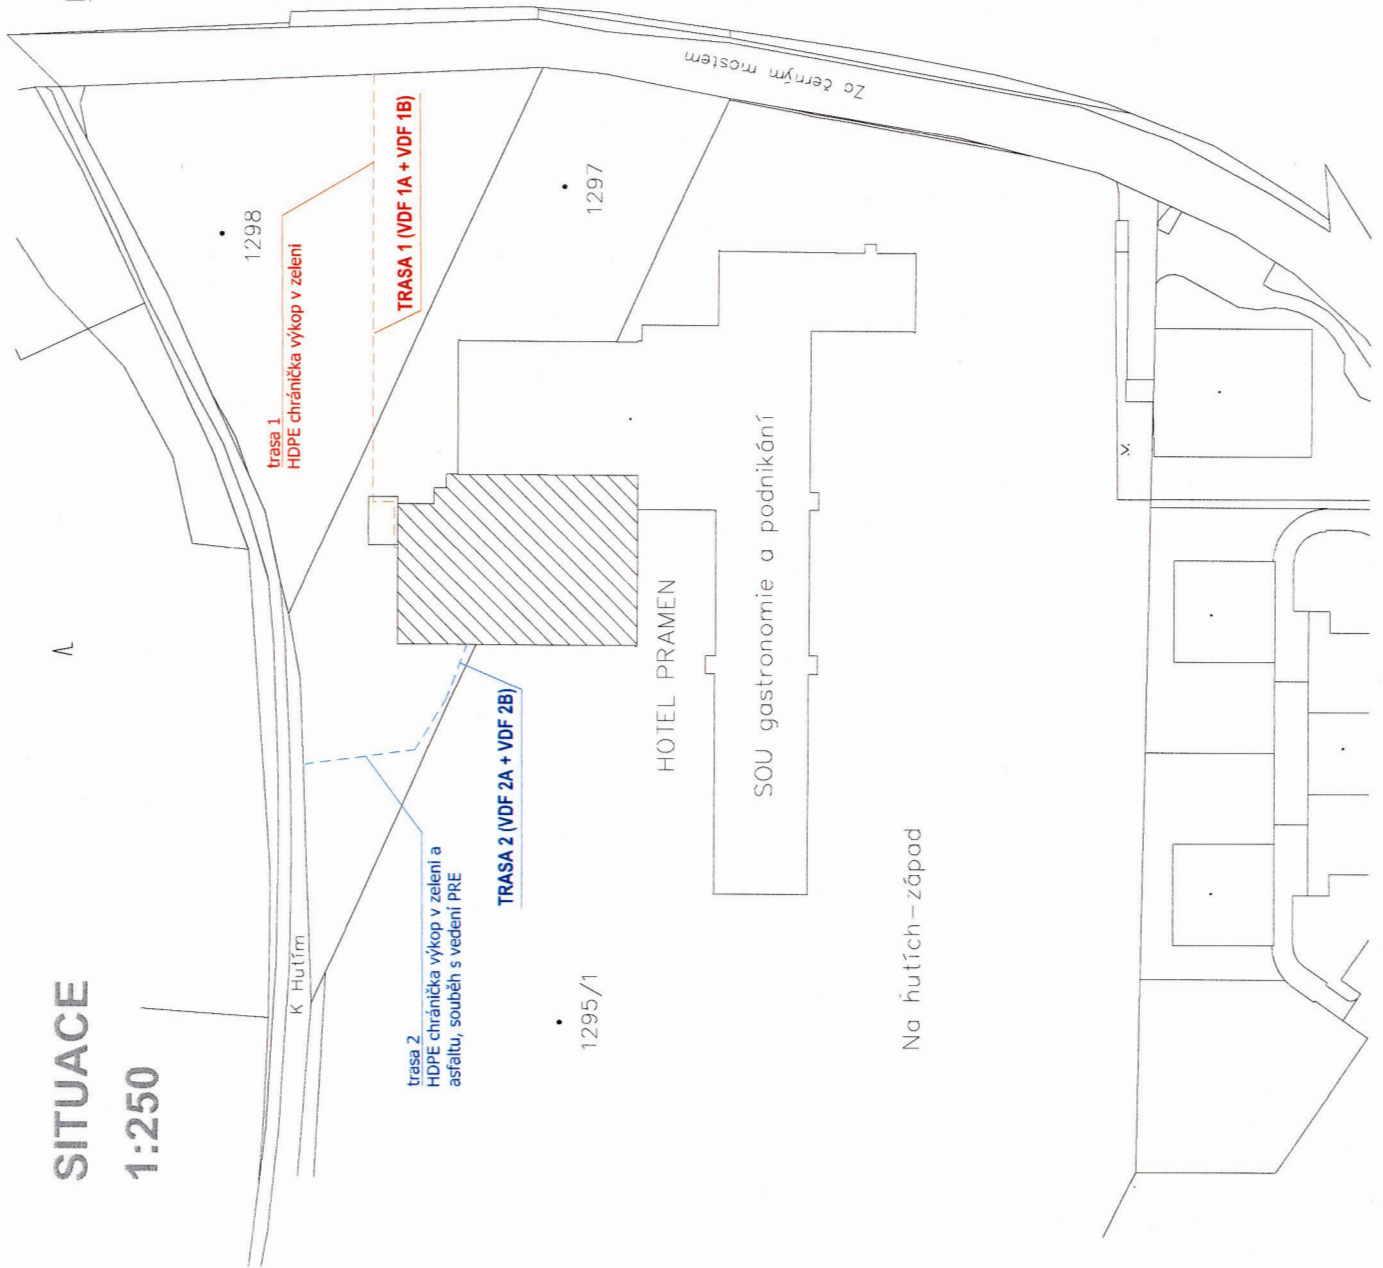 SITUACE
1:250
K Hutím
trasa 2
HDPE chránička výkop v zeleni a
asfaltu, souběh s vedení PRE
TRASA 2 (VDF 2A + VDF 2B)
1295/1
trasa 1
HDPE chránička výkop v zeleni
TRASA 1 (VDF 1A + VDF 1B)
1298
1297
Za černým mostem
HOTEL PRAMEN
SOU gastronomie a podnikání
Na hutích-západ